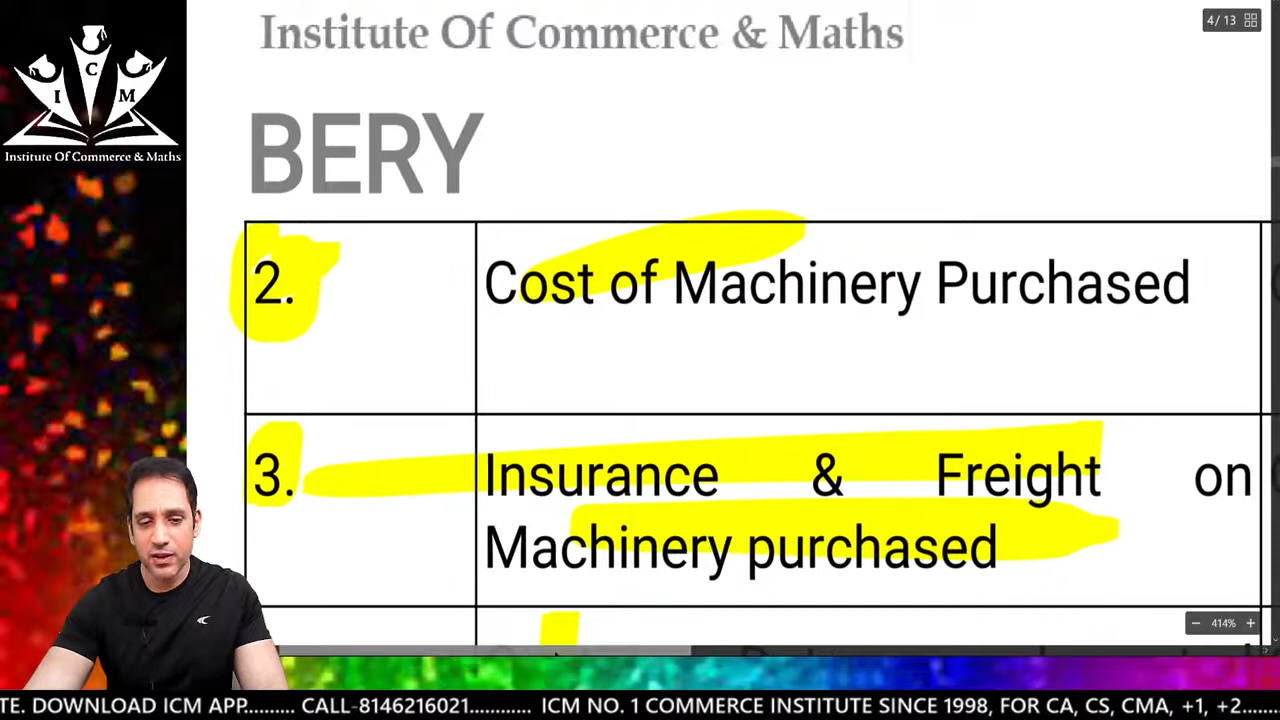 Institute Of Commerce & Maths
4 / 13
I C M
Institute Of Commerce & Maths
BERY
2. Cost of Machinery Purchased
3. Insurance & Freight on
Machinery purchased
414%
TE. DOWNLOAD ICM APP......... CALL-8146216021............ ICM NO. 1 COMMERCE INSTITUTE SINCE 1998, FOR CA, CS, CMA, +1, +2.......